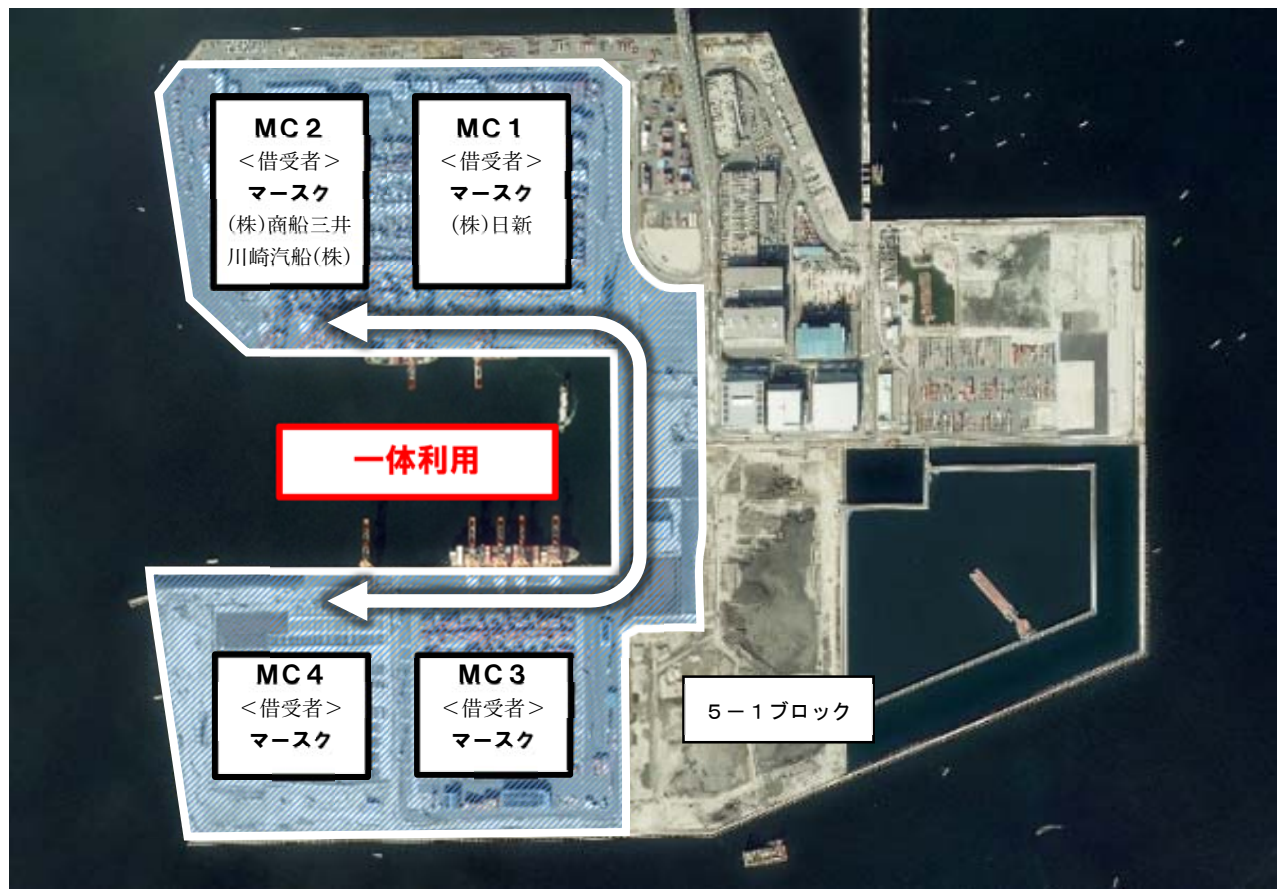 MC2
<借受者>
マースク
(株)商船三井
川崎汽船(株)
MC1
<借受者>
マースク
(株)日新
一体利用
MC4
<借受者>
マースク
MC3
<借受者>
マースク
5-1ブロック